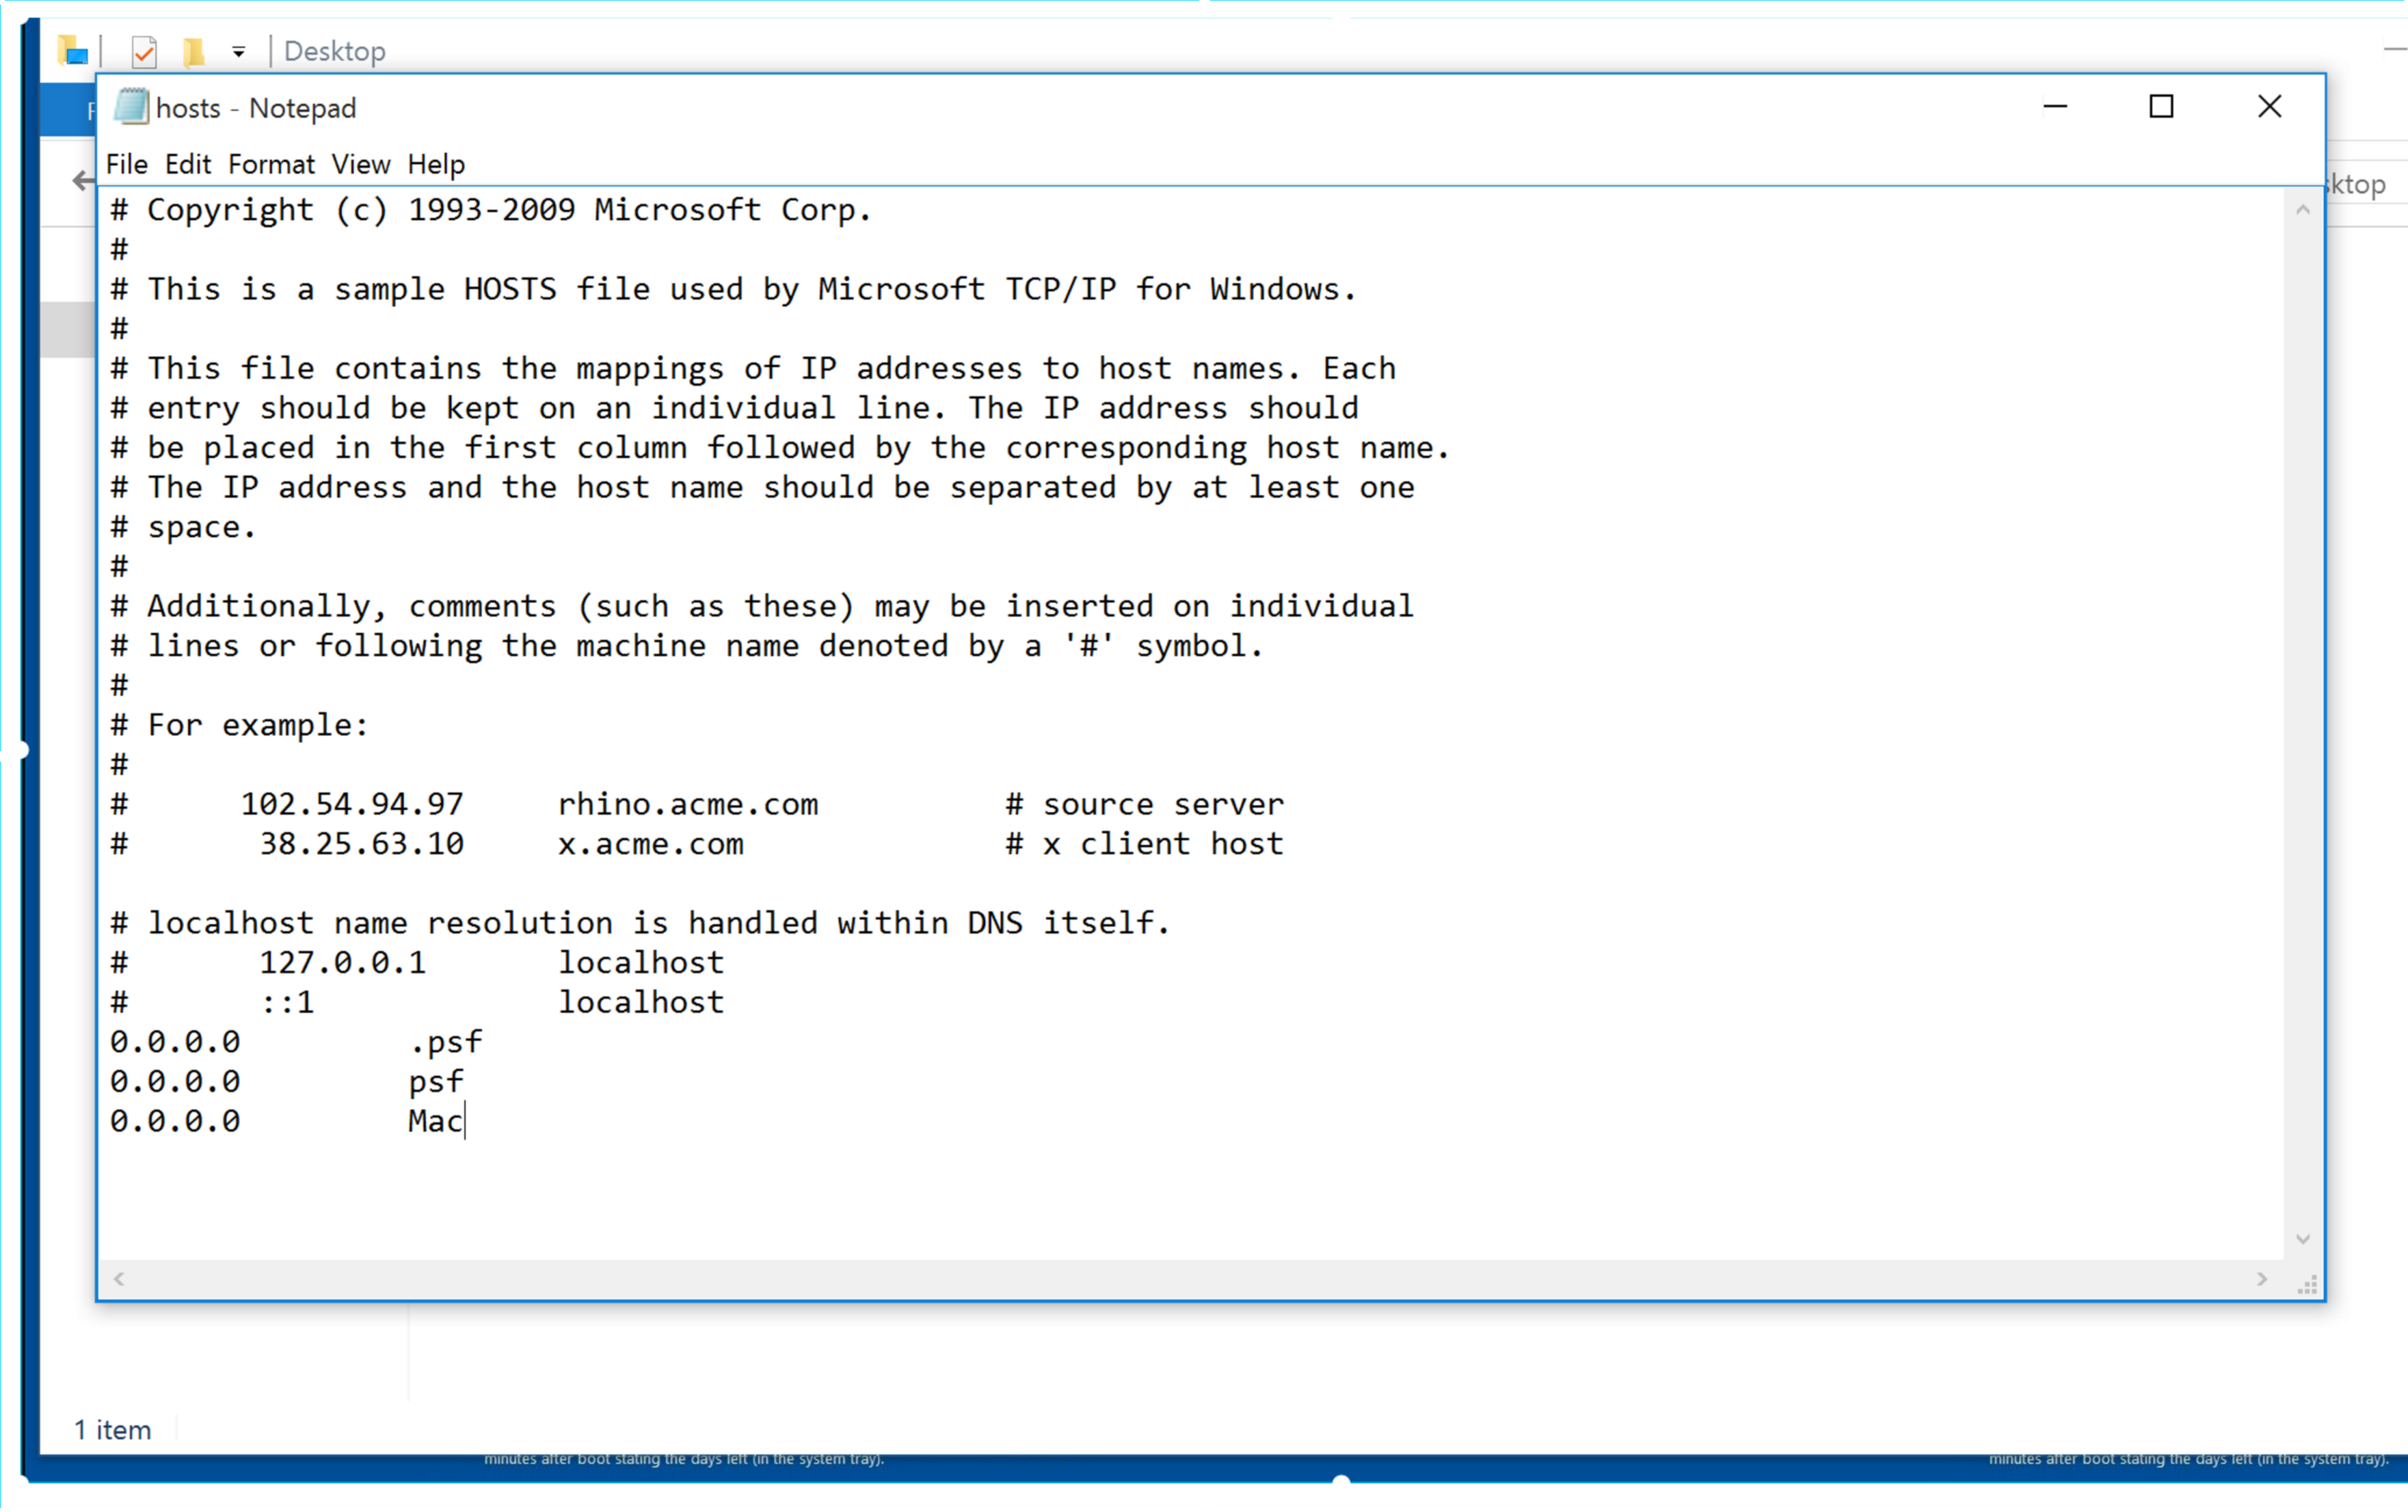 Desktop
hosts - Notepad
File Edit Format View Help
ktop
# Copyright (c) 1993-2009 Microsoft Corp.
#
# This is a sample HOSTS file used by Microsoft TCP/IP for Windows.
#
# This file contains the mappings of IP addresses to host names. Each
# entry should be kept on an individual line. The IP address should
# be placed in the first column followed by the corresponding host name.
# The IP address and the host name should be separated by at least one
# space.
#
# Additionally, comments (such as these) may be inserted on individual
# lines or following the machine name denoted by a '#' symbol.
#
# For example:
#
#      102.54.94.97     rhino.acme.com          # source server
#       38.25.63.10     x.acme.com              # x client host

# localhost name resolution is handled within DNS itself.
#       127.0.0.1       localhost
#       ::1             localhost
0.0.0.0         .psf
0.0.0.0         psf
0.0.0.0         Mac
1 item
minutes after boot stating the days left (in the system tray).
minutes after boot stating the days left (in the system tray).